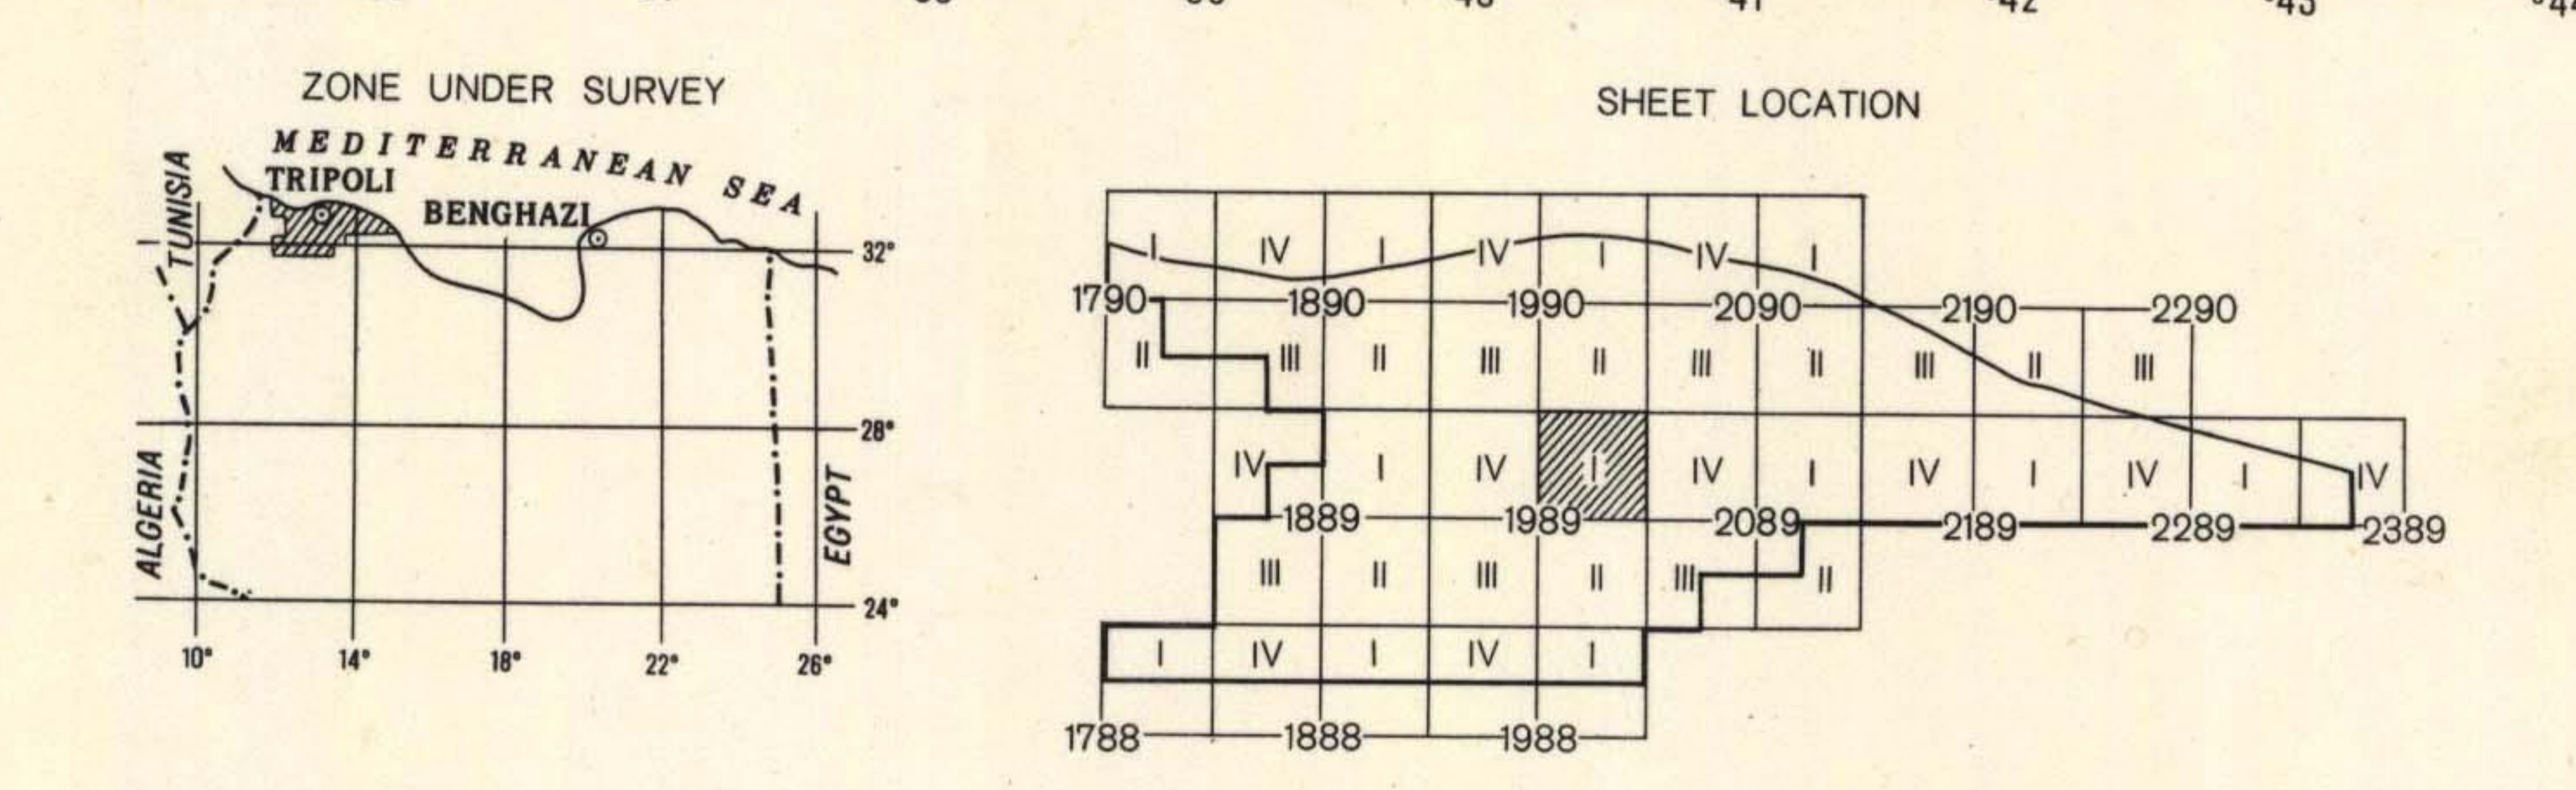 42
ZONE UNDER SURVEY
MEDITERRANEAN SEA
TUNISIA
TRIPOLI
BENGHAZI
32°
28°
ALGERIA
EGYPT
24°
10° 14° 18° 22° 26°
SHEET LOCATION
I IV I IV I IV I
1790 1890 1990 2090 2190 2290
II III II III II III II III II III
IV I IV I IV I IV I IV I IV
1889 1989 2089 2189 2289 2389
III II III II III II
I IV I IV I
1788 1888 1988